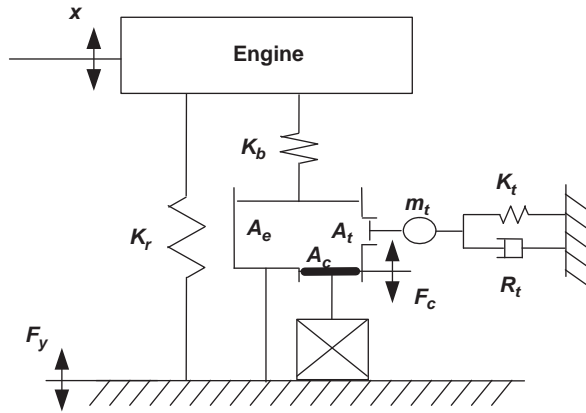 x
Engine
K_b
m_t
K_t
A_e
A_t
K_r
A_c
R_t
F_c
F_y